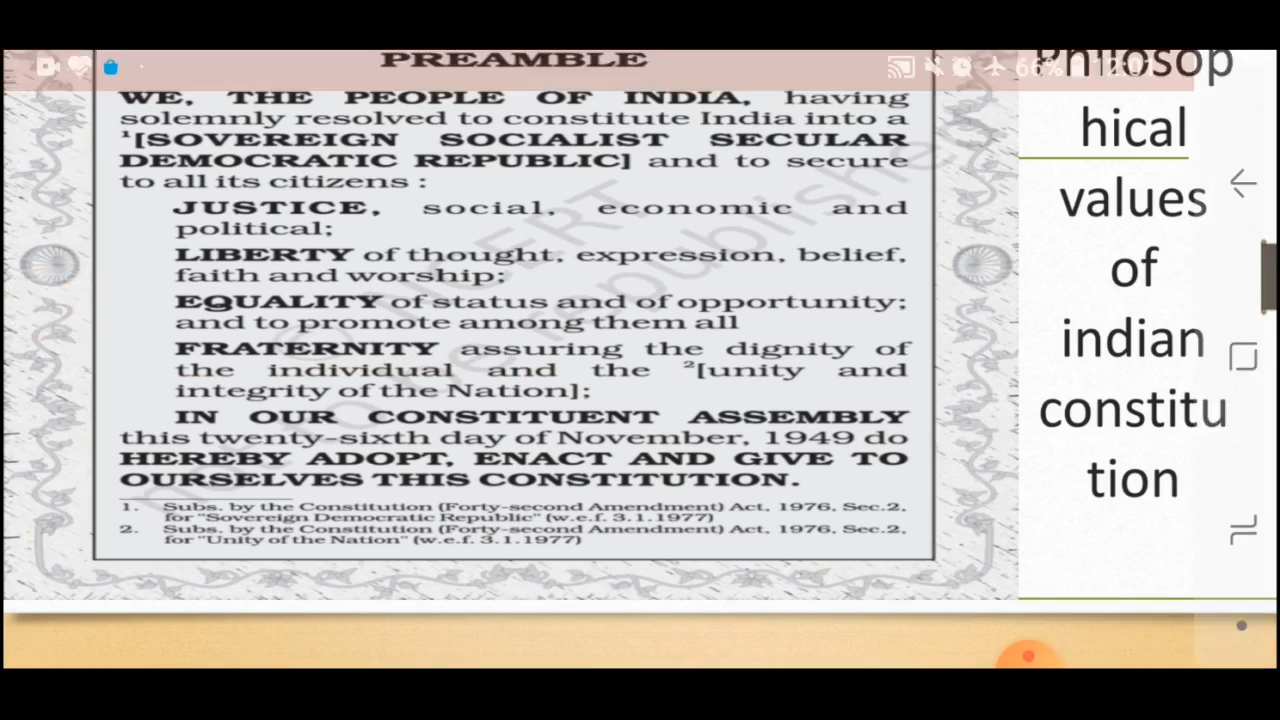 PREAMBLE
WE, THE PEOPLE OF INDIA, having
solemnly resolved to constitute India into a
¹[SOVEREIGN SOCIALIST SECULAR
DEMOCRATIC REPUBLIC] and to secure
to all its citizens :
JUSTICE, social, economic and
political;
LIBERTY of thought, expression, belief,
faith and worship;
EQUALITY of status and of opportunity;
and to promote among them all
FRATERNITY assuring the dignity of
the individual and the ²[unity and
integrity of the Nation];
IN OUR CONSTITUENT ASSEMBLY
this twenty-sixth day of November, 1949 do
HEREBY ADOPT, ENACT AND GIVE TO
OURSELVES THIS CONSTITUTION.
1. Subs. by the Constitution (Forty-second Amendment) Act, 1976, Sec.2,
for "Sovereign Democratic Republic" (w.e.f. 3.1.1977)
2. Subs. by the Constitution (Forty-second Amendment) Act, 1976, Sec.2,
for "Unity of the Nation" (w.e.f. 3.1.1977)
© NCERT
not to be republished
66%
Philosop
hical
values
of
indian
constitu
tion